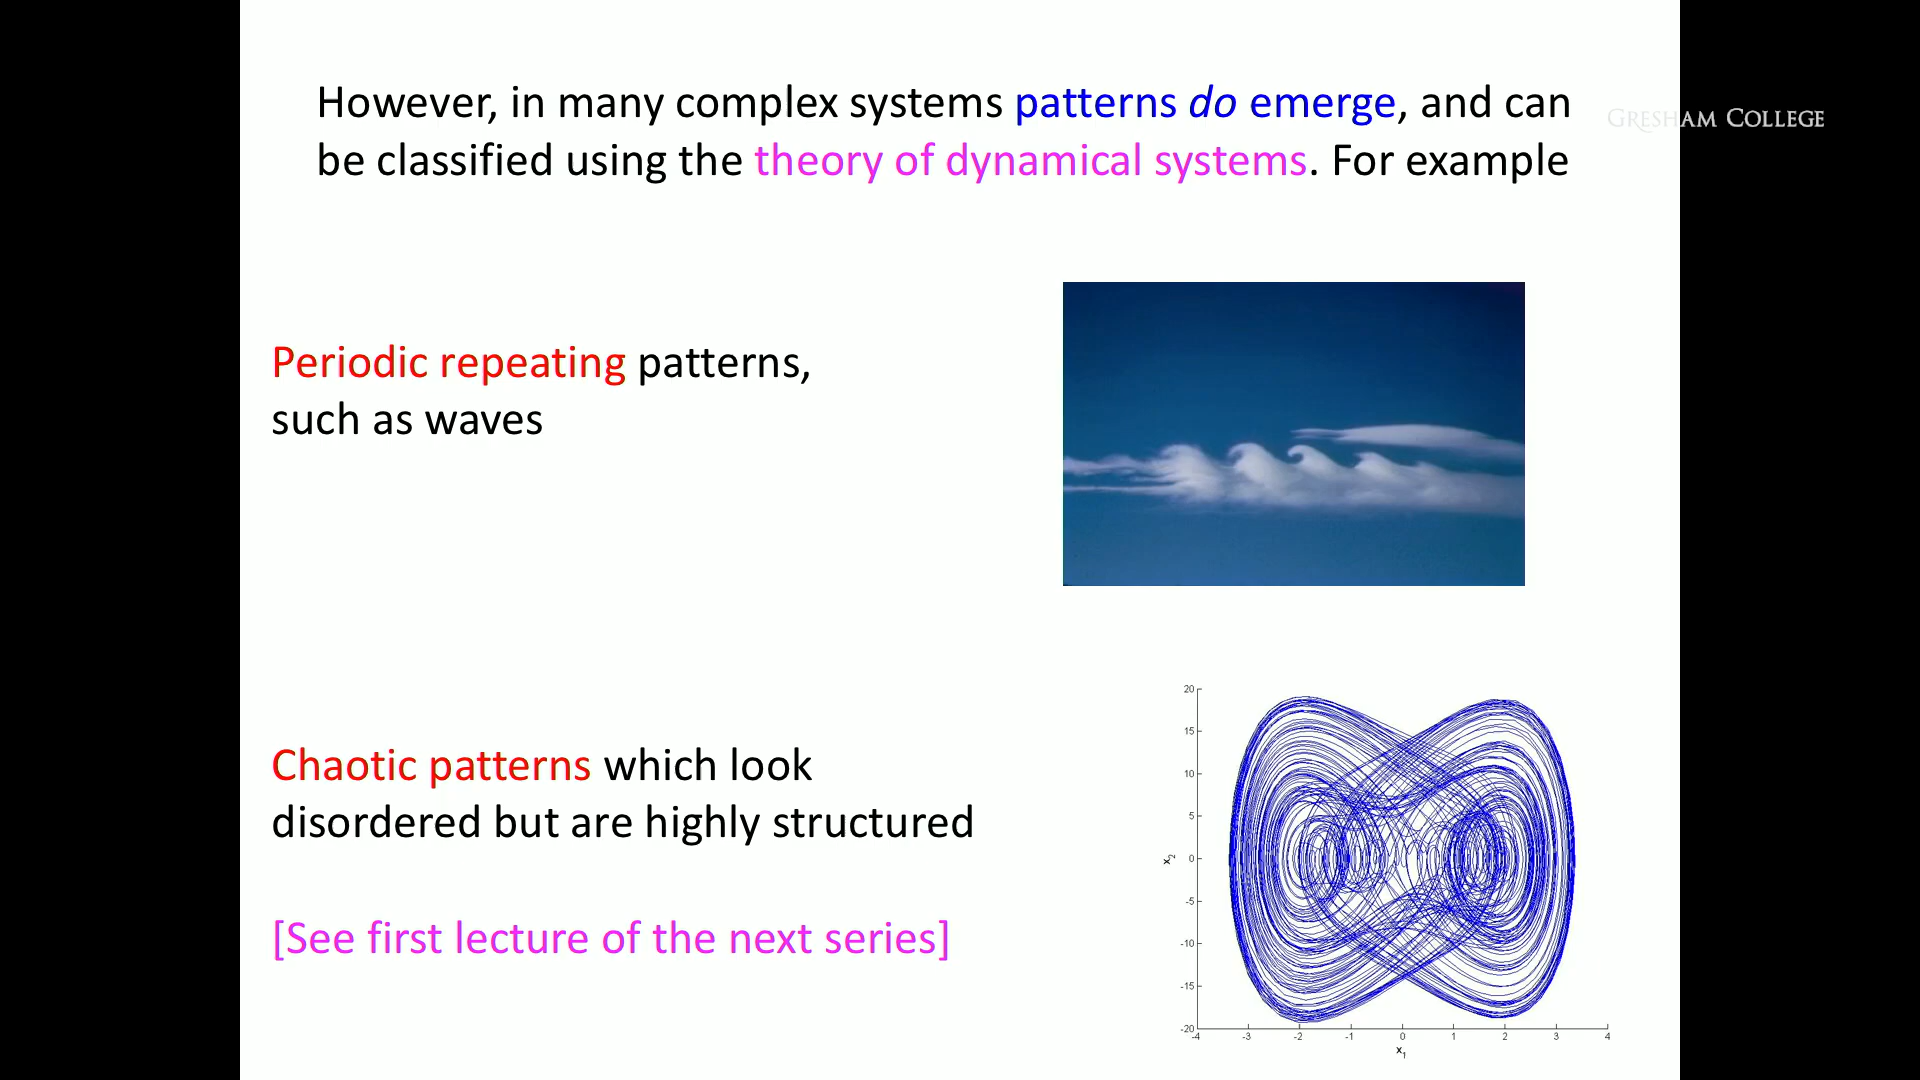 However, in many complex systems patterns do emerge, and can
GRESHAM COLLEGE
be classified using the theory of dynamical systems. For example
Periodic repeating patterns,
such as waves
Chaotic patterns which look
disordered but are highly structured
[See first lecture of the next series]
20
15
10
5
0
-5
-10
-15
-20
x2
-4 -3 -2 -1 0 1 2 3 4
x1